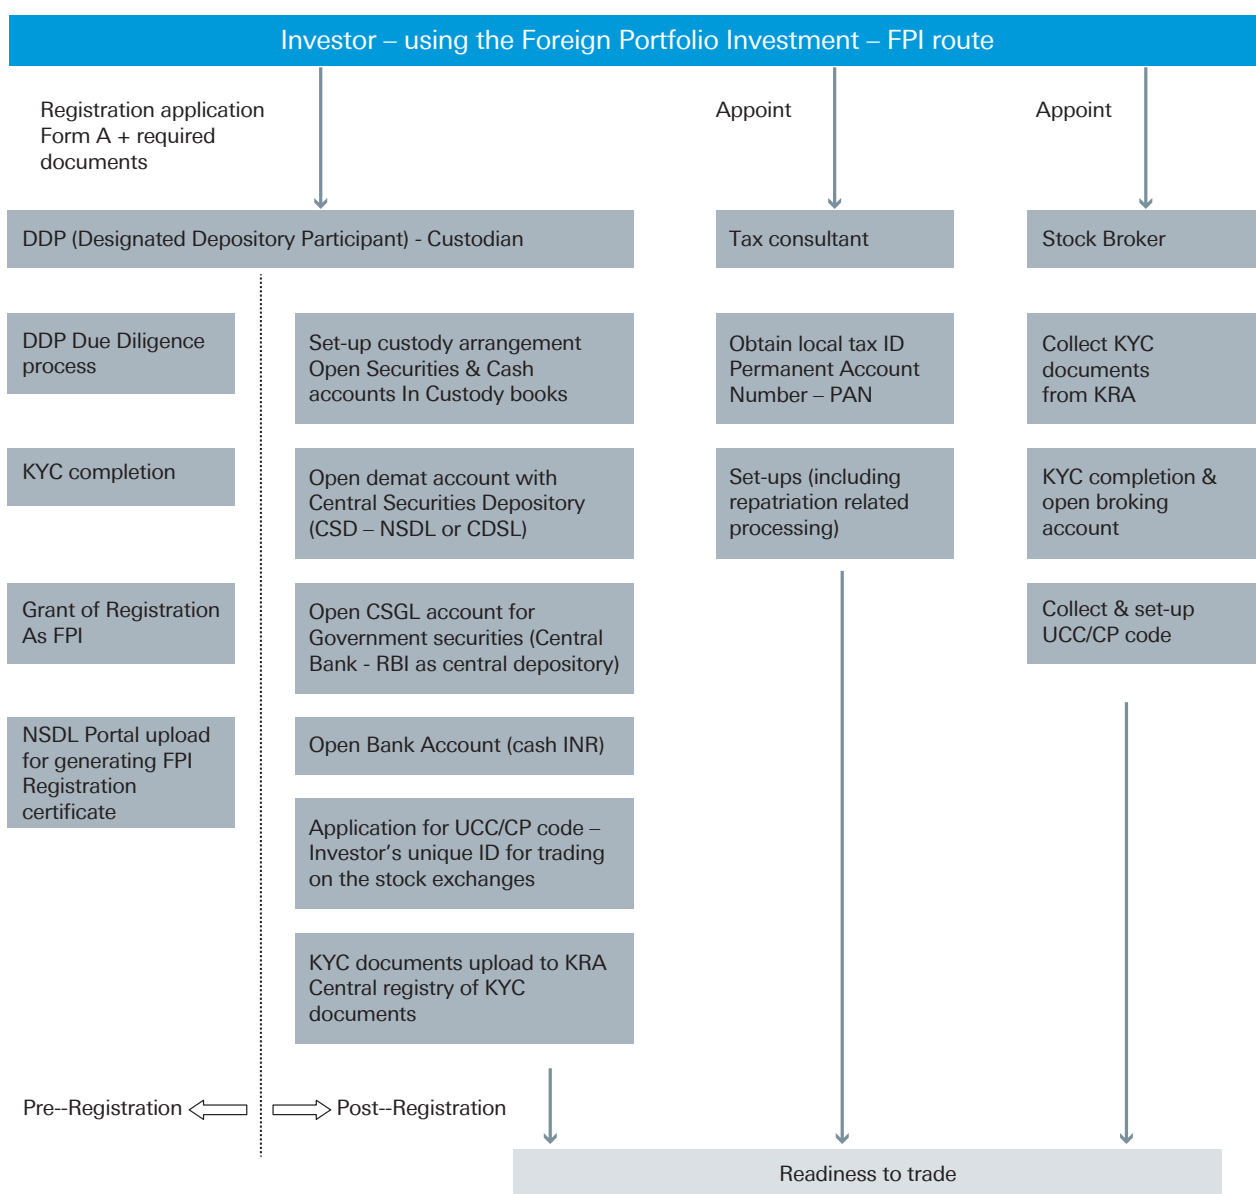 Investor – using the Foreign Portfolio Investment – FPI route
Registration application
Form A + required
documents
Appoint
Appoint
DDP (Designated Depository Participant) - Custodian
Tax consultant
Stock Broker
DDP Due Diligence
process
KYC completion
Grant of Registration
As FPI
NSDL Portal upload
for generating FPI
Registration
certificate
Set-up custody arrangement
Open Securities & Cash
accounts In Custody books
Open demat account with
Central Securities Depository
(CSD – NSDL or CDSL)
Open CSGL account for
Government securities (Central
Bank - RBI as central depository)
Open Bank Account (cash INR)
Application for UCC/CP code –
Investor’s unique ID for trading
on the stock exchanges
KYC documents upload to KRA
Central registry of KYC
documents
Obtain local tax ID
Permanent Account
Number – PAN
Set-ups (including
repatriation related
processing)
Collect KYC
documents
from KRA
KYC completion &
open broking
account
Collect & set-up
UCC/CP code
Pre--Registration
Post--Registration
Readiness to trade